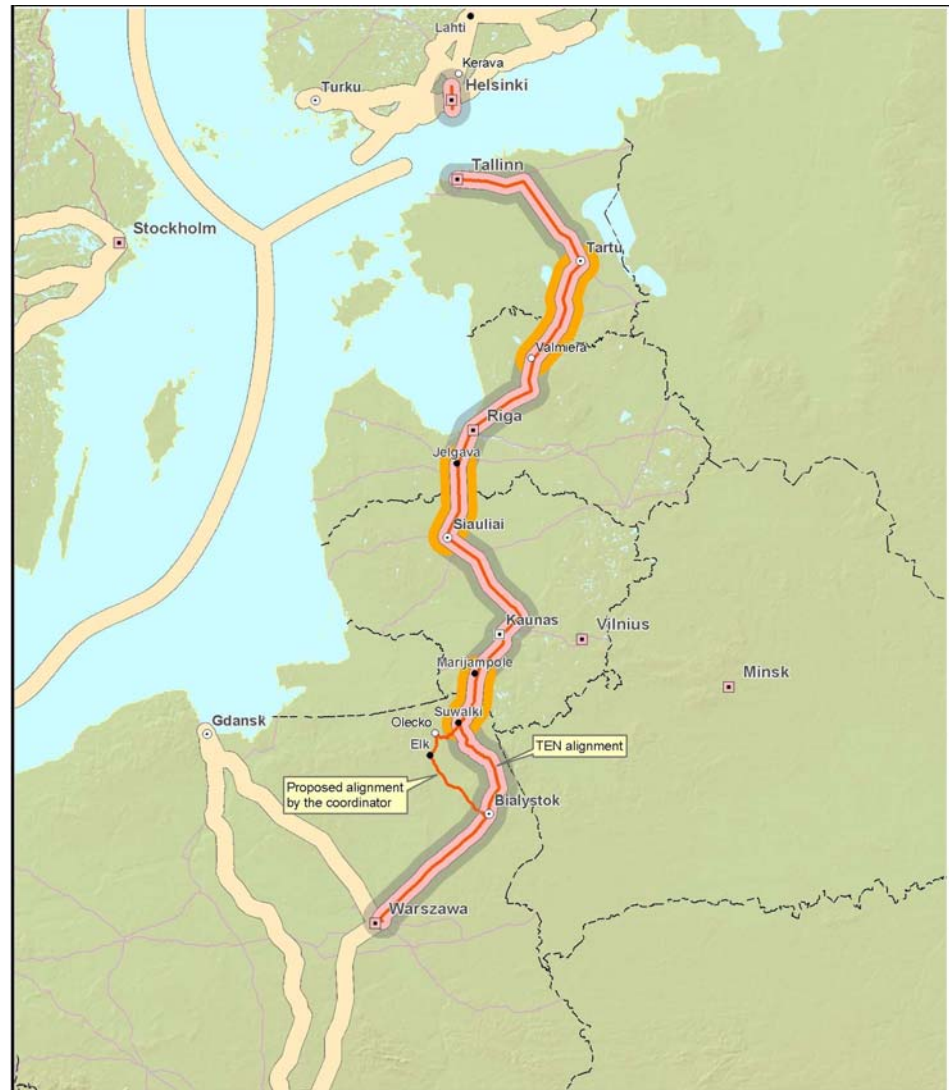 Lahti
Kerava
Turku
Helsinki
Tallinn
Stockholm
Tartu
Valmiera
Riga
Jelgava
Siauliai
Kaunas
Vilnius
Marijampole
Minsk
Suwalki
Gdansk
Olecko
Elk
TEN alignment
Proposed alignment
by the coordinator
Bialystok
Warszawa